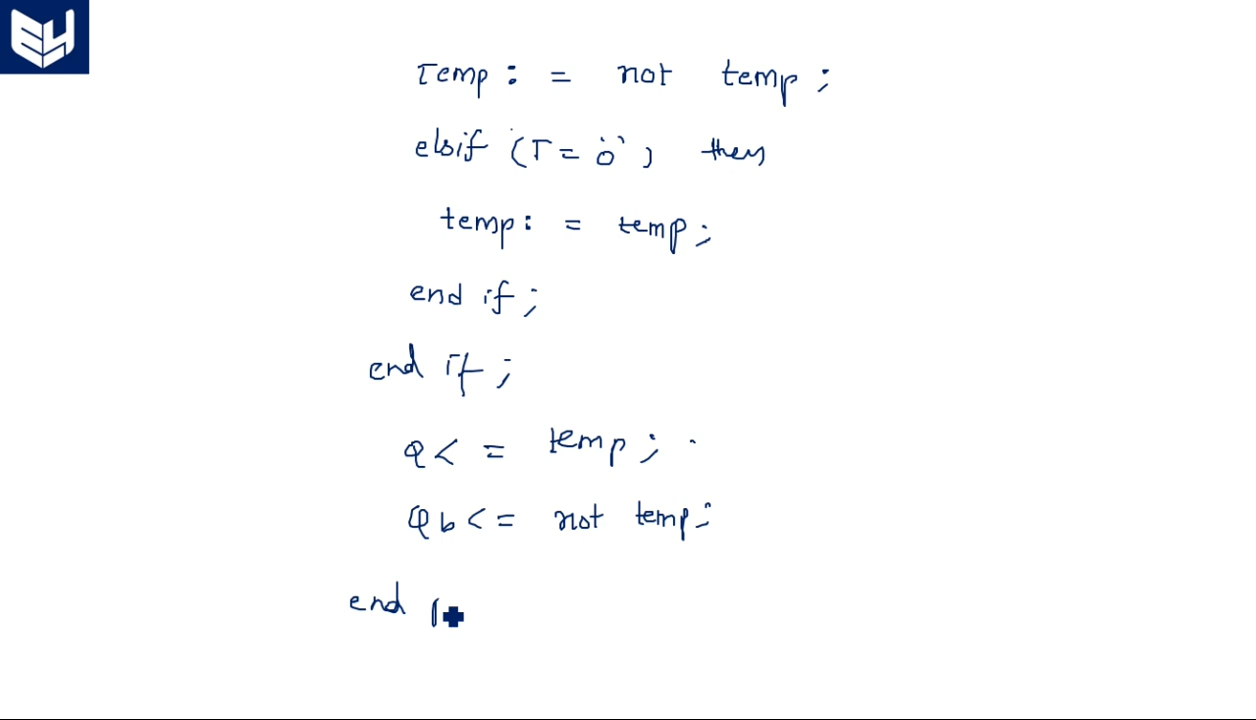 Temp : = not temp ;
elsif (T = '0') then
temp : = temp ;
end if ;
end if ;
Q < = temp ;
Qb < = not temp ;
end